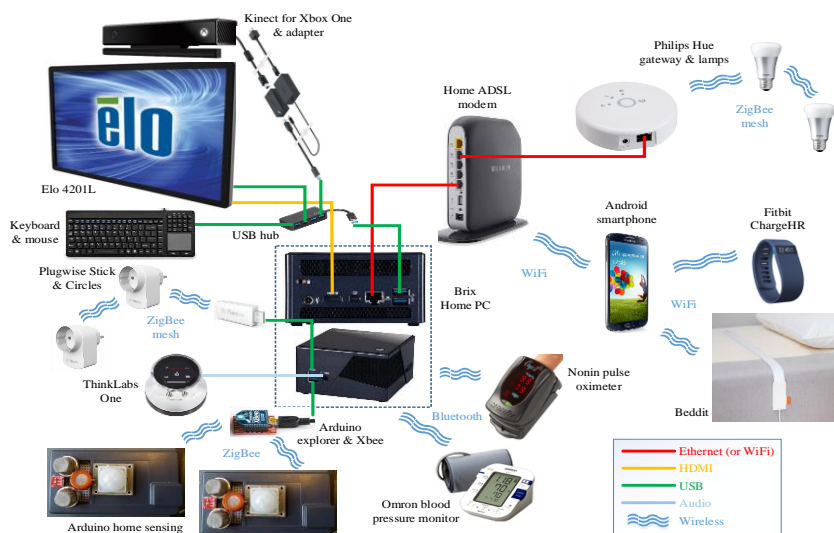 Kinect for Xbox One
& adapter
Philips Hue
gateway & lamps
ZigBee
mesh
Home ADSL
modem
BELKIN
elo
Elo 4201L
Keyboard
& mouse
USB hub
Android
smartphone
Fitbit
ChargeHR
WiFi
WiFi
Plugwise Stick
& Circles
ZigBee
mesh
Brix
Home PC
ThinkLabs
One
Nonin pulse
oximeter
Beddit
Bluetooth
Arduino
explorer & Xbee
ZigBee
Omron blood
pressure monitor
Arduino home sensing
Ethernet (or WiFi)
HDMI
USB
Audio
Wireless